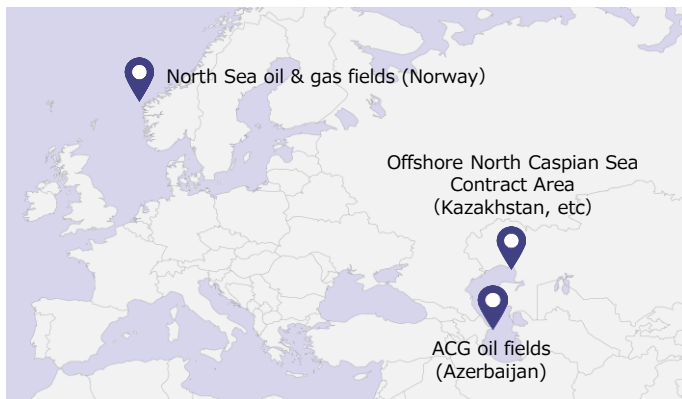 North Sea oil & gas fields (Norway）
Offshore North Caspian Sea
Contract Area
(Kazakhstan, etc)
ACG oil fields
(Azerbaijan)